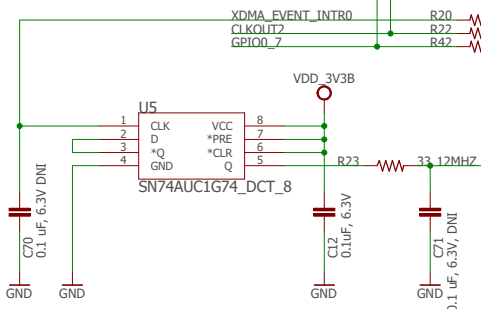 XDMA_EVENT_INTR0 R20
CLKOUT2 R22
GPIO0_7 R42
VDD_3V3B
U5
1 CLK VCC 8
2 D *PRE 7
3 *Q *CLR 6
4 GND Q 5
R23 33 12MHZ
SN74AUC1G74_DCT_8
C70
0.1 uF, 6.3V DNI
C12
0.1uF, 6.3V
C71
0.1 uF, 6.3V, DNI
GND GND GND GND